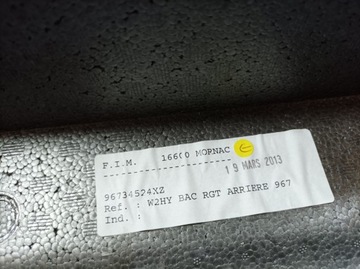 F.I.M. 16600 MORNAC
19 MARS 2013
96734524XZ
Ref. : W2HY BAC RGT ARRIERE 967
Ind. :